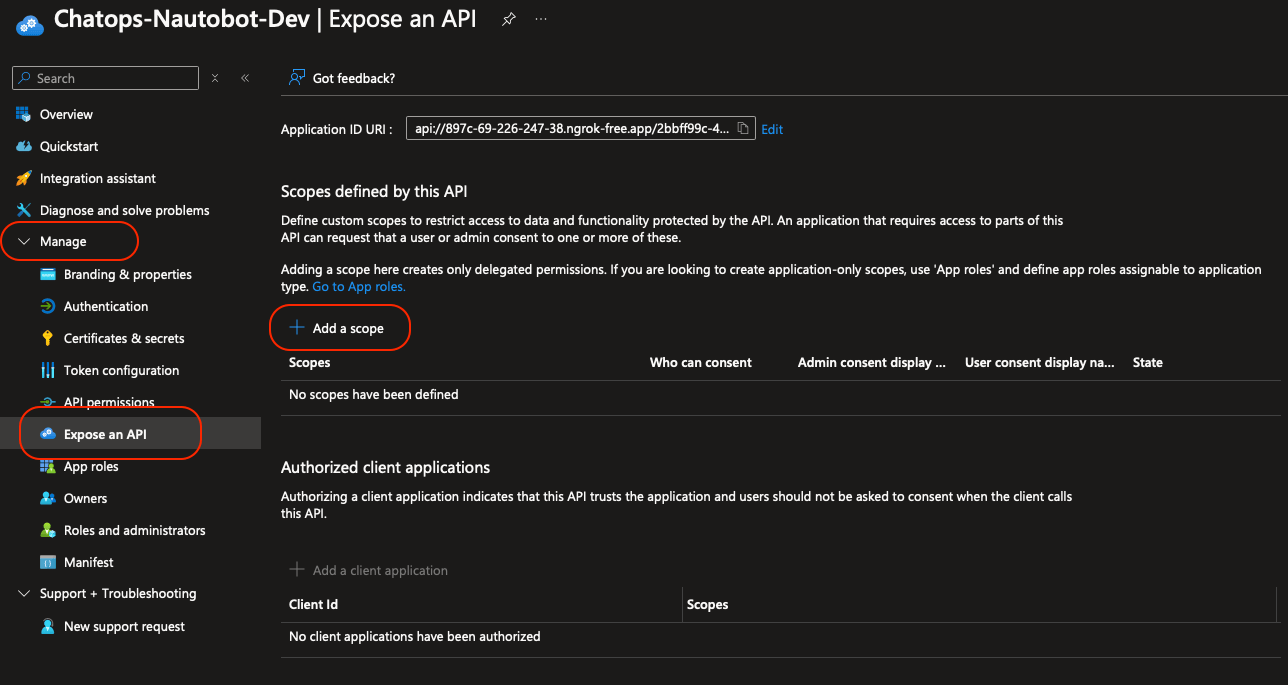 Chatops-Nautobot-Dev | Expose an API
Search
Got feedback?
Overview
Quickstart
Integration assistant
Diagnose and solve problems
Manage
Branding & properties
Authentication
Certificates & secrets
Token configuration
API permissions
Expose an API
App roles
Owners
Roles and administrators
Manifest
Support + Troubleshooting
New support request
Application ID URI : api://897c-69-226-247-38.ngrok-free.app/2bbff99c-4... Edit
Scopes defined by this API
Define custom scopes to restrict access to data and functionality protected by the API. An application that requires access to parts of this
API can request that a user or admin consent to one or more of these.
Adding a scope here creates only delegated permissions. If you are looking to create application-only scopes, use 'App roles' and define app roles assignable to application
type. Go to App roles.
Add a scope
Scopes Who can consent Admin consent display ... User consent display na... State
No scopes have been defined
Authorized client applications
Authorizing a client application indicates that this API trusts the application and users should not be asked to consent when the client calls
this API.
Add a client application
Client Id Scopes
No client applications have been authorized